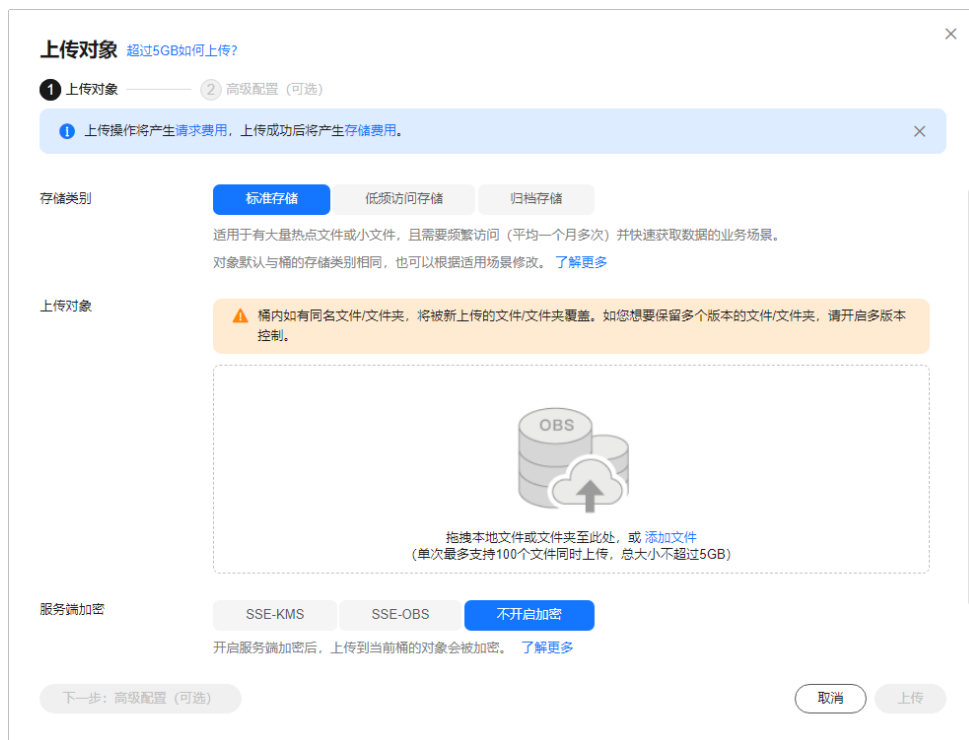 上传对象 超过5GB如何上传?
1 上传对象 2 高级配置（可选）
上传操作将产生请求费用，上传成功后将产生存储费用。
存储类别 标准存储 低频访问存储 归档存储
适用于有大量热点文件或小文件，且需要频繁访问（平均一个月多次）并快速获取数据的业务场景。
对象默认与桶的存储类别相同，也可以根据适用场景修改。 了解更多
上传对象 桶内如有同名文件/文件夹，将被新上传的文件/文件夹覆盖。如您想要保留多个版本的文件/文件夹，请开启多版本
控制。
OBS
拖拽本地文件或文件夹至此处，或 添加文件
（单次最多支持100个文件同时上传，总大小不超过5GB）
服务端加密 SSE-KMS SSE-OBS 不开启加密
开启服务端加密后，上传到当前桶的对象会被加密。 了解更多
下一步：高级配置（可选） 取消 上传